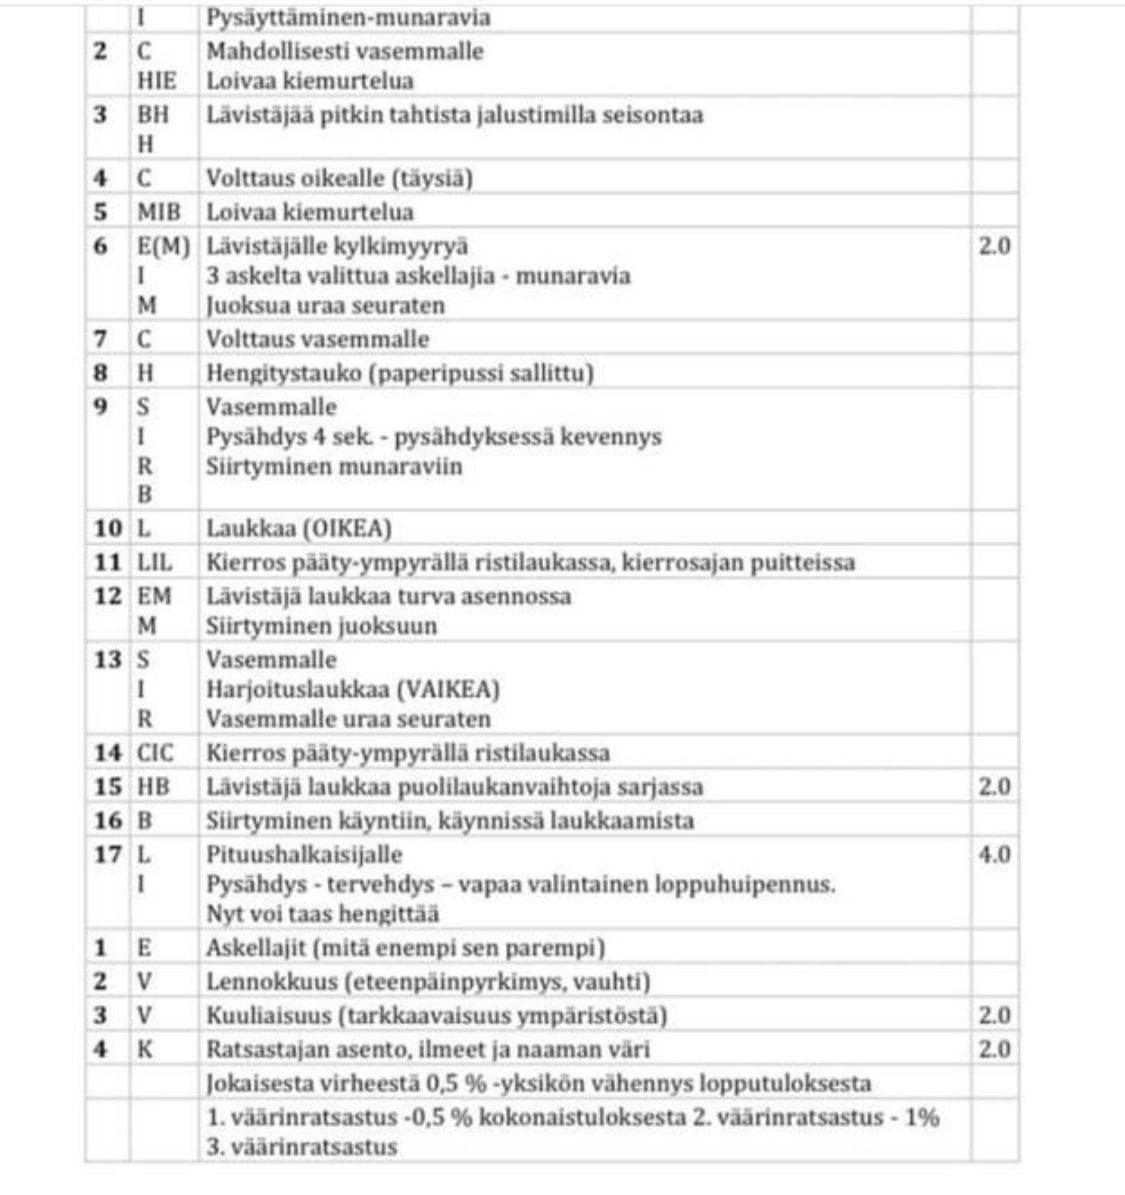 I Pysäyttäminen-munaravia
2 C Mahdollisesti vasemmalle
HIE Loivaa kiemurtelua
3 BH Lävistäjää pitkin tahtista jalustimilla seisontaa
H
4 C Volttaus oikealle (täysiä)
5 MIB Loivaa kiemurtelua
6 E(M) Lävistäjälle kylkimyyryä 2.0
I 3 askelta valittua askellajia - munaravia
M Juoksua uraa seuraten
7 C Volttaus vasemmalle
8 H Hengitystauko (paperipussi sallittu)
9 S Vasemmalle
I Pysähdys 4 sek. - pysähdyksessä kevennys
R Siirtyminen munaraviin
B
10 L Laukkaa (OIKEA)
11 LIL Kierros pääty-ympyrällä ristilaukassa, kierrosajan puitteissa
12 EM Lävistäjä laukkaa turva asennossa
M Siirtyminen juoksuun
13 S Vasemmalle
I Harjoituslaukkaa (VAIKEA)
R Vasemmalle uraa seuraten
14 CIC Kierros pääty-ympyrällä ristilaukassa
15 HB Lävistäjä laukkaa puolilaukanvaihtoja sarjassa 2.0
16 B Siirtyminen käyntiin, käynnissä laukkaamista
17 L Pituushalkaisijalle 4.0
I Pysähdys - tervehdys – vapaa valintainen loppuhuipennus.
Nyt voi taas hengittää
1 E Askellajit (mitä enempi sen parempi)
2 V Lennokkuus (eteenpäinpyrkimys, vauhti)
3 V Kuuliaisuus (tarkkaavaisuus ympäristöstä) 2.0
4 K Ratsastajan asento, ilmeet ja naaman väri 2.0
Jokaisesta virheestä 0,5 % -yksikön vähennys lopputuloksesta
1. väärinratsastus -0,5 % kokonaistuloksesta 2. väärinratsastus - 1%
3. väärinratsastus